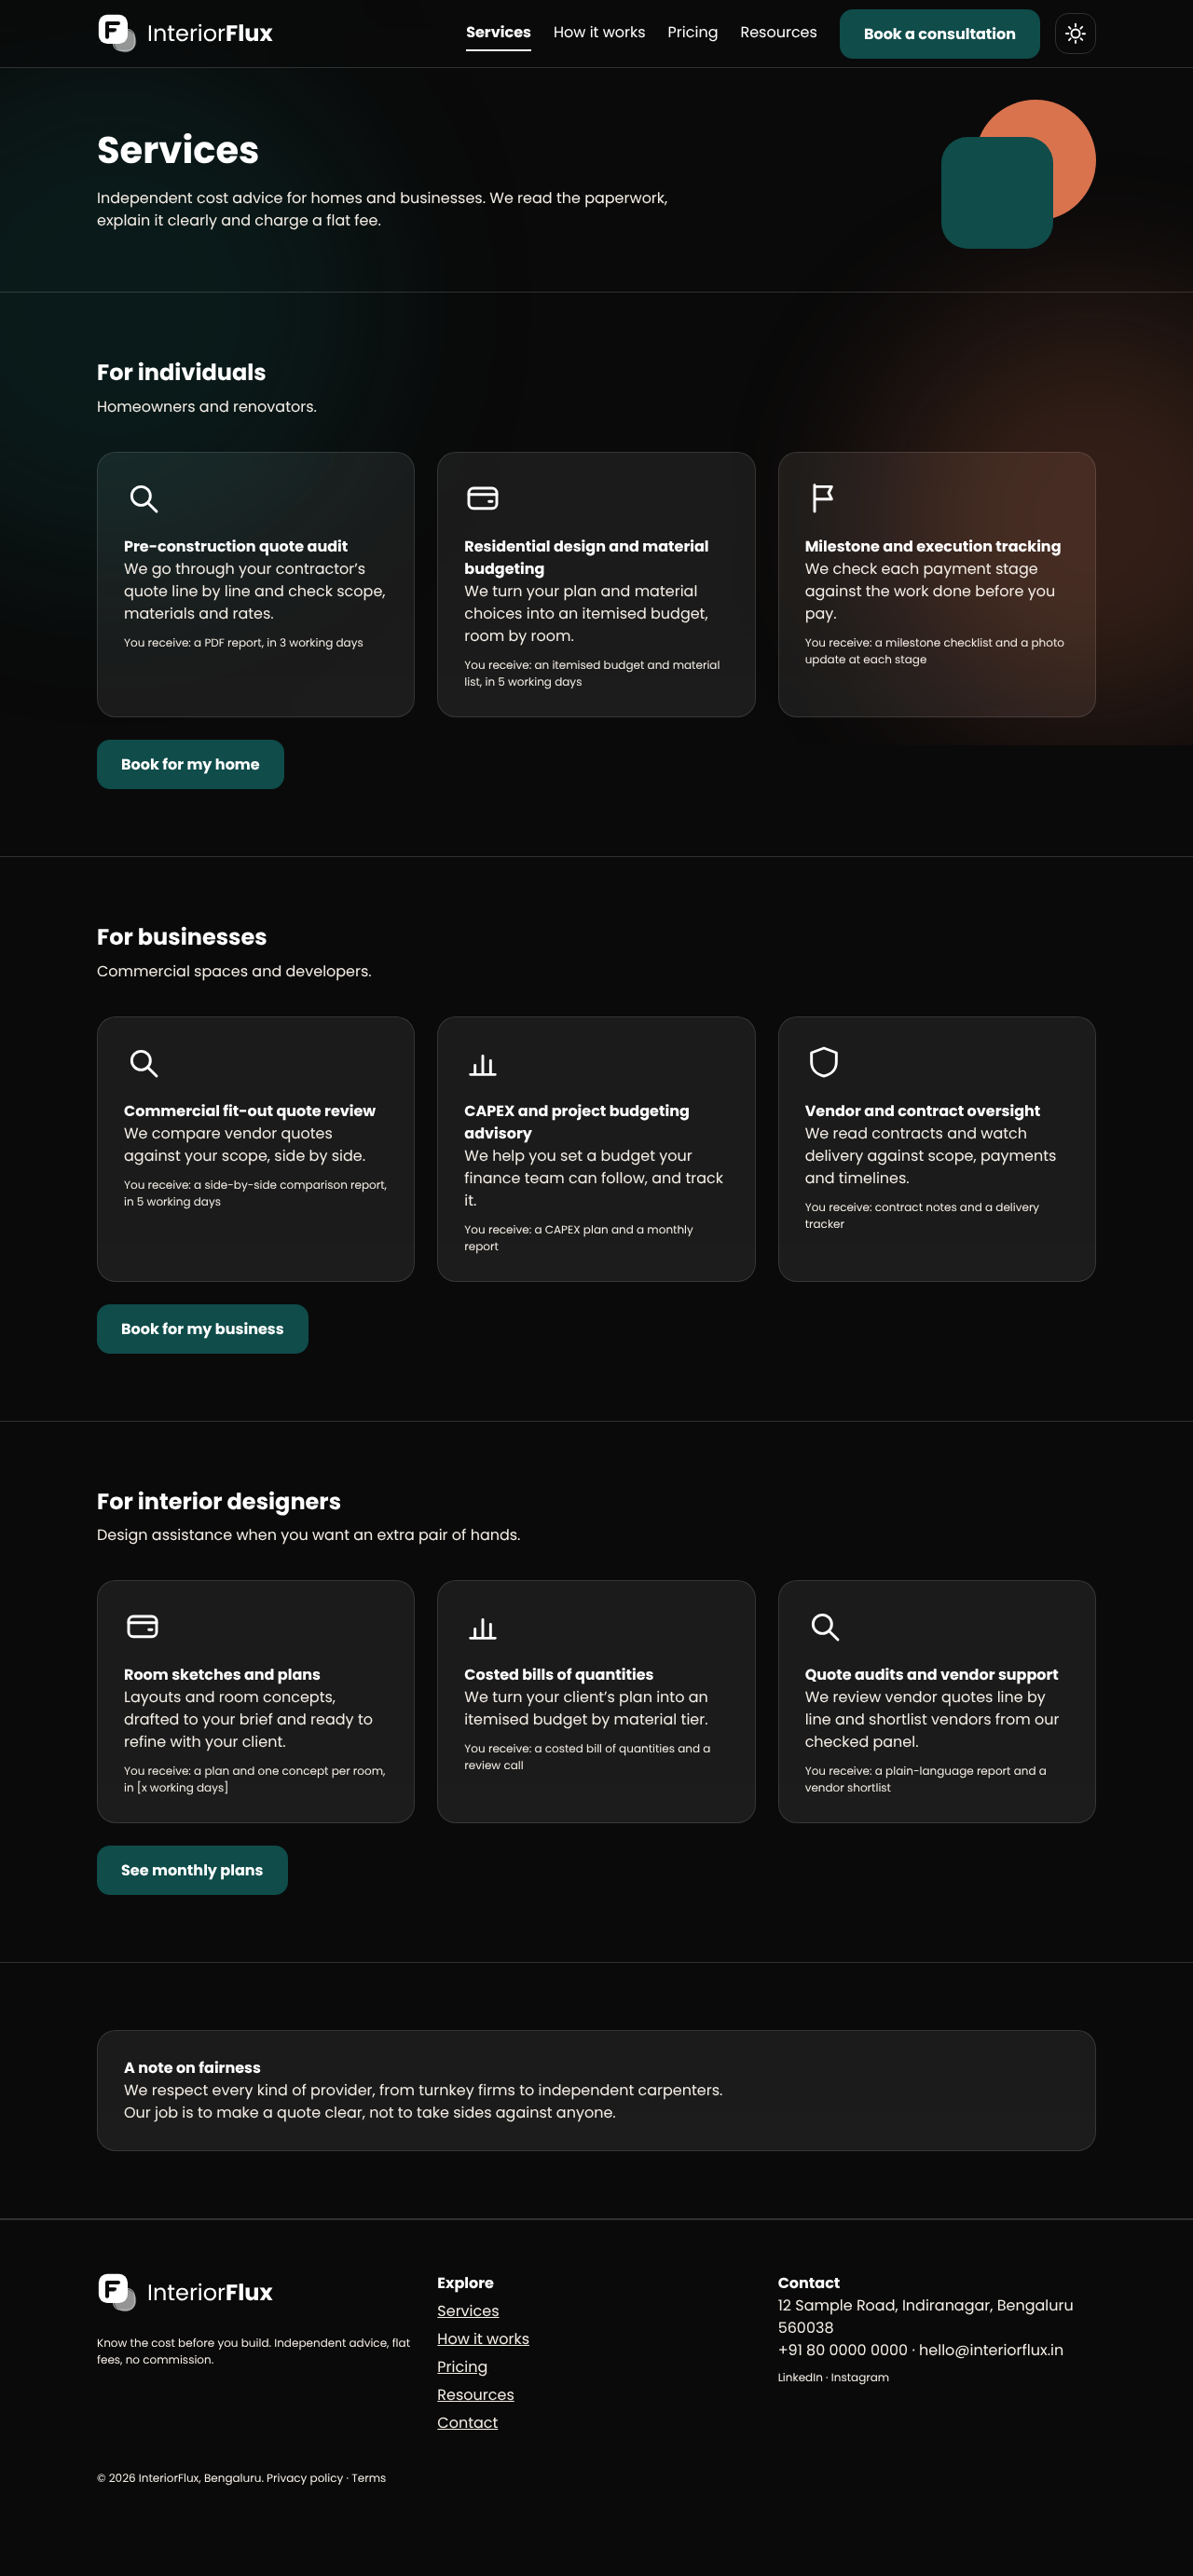 F InteriorFlux
Services How it works Pricing Resources Book a consultation
Services
Independent cost advice for homes and businesses. We read the paperwork,
explain it clearly and charge a flat fee.
For individuals
Homeowners and renovators.
Pre-construction quote audit
We go through your contractor’s
quote line by line and check scope,
materials and rates.
You receive: a PDF report, in 3 working days
Residential design and material
budgeting
We turn your plan and material
choices into an itemised budget,
room by room.
You receive: an itemised budget and material
list, in 5 working days
Milestone and execution tracking
We check each payment stage
against the work done before you
pay.
You receive: a milestone checklist and a photo
update at each stage
Book for my home
For businesses
Commercial spaces and developers.
Commercial fit-out quote review
We compare vendor quotes
against your scope, side by side.
You receive: a side-by-side comparison report,
in 5 working days
CAPEX and project budgeting
advisory
We help you set a budget your
finance team can follow, and track
it.
You receive: a CAPEX plan and a monthly
report
Vendor and contract oversight
We read contracts and watch
delivery against scope, payments
and timelines.
You receive: contract notes and a delivery
tracker
Book for my business
For interior designers
Design assistance when you want an extra pair of hands.
Room sketches and plans
Layouts and room concepts,
drafted to your brief and ready to
refine with your client.
You receive: a plan and one concept per room,
in [x working days]
Costed bills of quantities
We turn your client’s plan into an
itemised budget by material tier.
You receive: a costed bill of quantities and a
review call
Quote audits and vendor support
We review vendor quotes line by
line and shortlist vendors from our
checked panel.
You receive: a plain-language report and a
vendor shortlist
See monthly plans
A note on fairness
We respect every kind of provider, from turnkey firms to independent carpenters.
Our job is to make a quote clear, not to take sides against anyone.
F InteriorFlux
Know the cost before you build. Independent advice, flat
fees, no commission.
Explore
Services
How it works
Pricing
Resources
Contact
Contact
12 Sample Road, Indiranagar, Bengaluru
560038
+91 80 0000 0000 · hello@interiorflux.in
LinkedIn · Instagram
© 2026 InteriorFlux, Bengaluru. Privacy policy · Terms